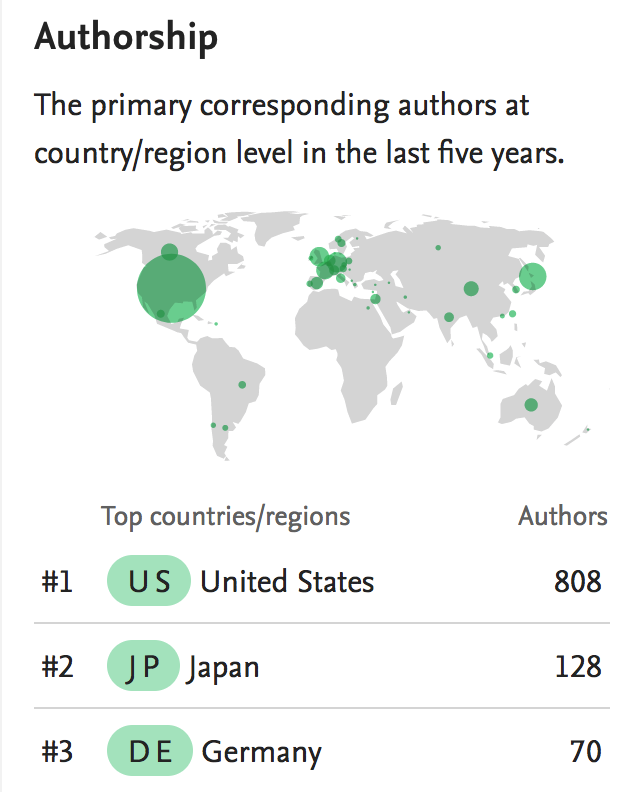 Authorship
The primary corresponding authors at
country/region level in the last five years.
Top countries/regions Authors
#1 US United States 808
#2 JP Japan 128
#3 DE Germany 70